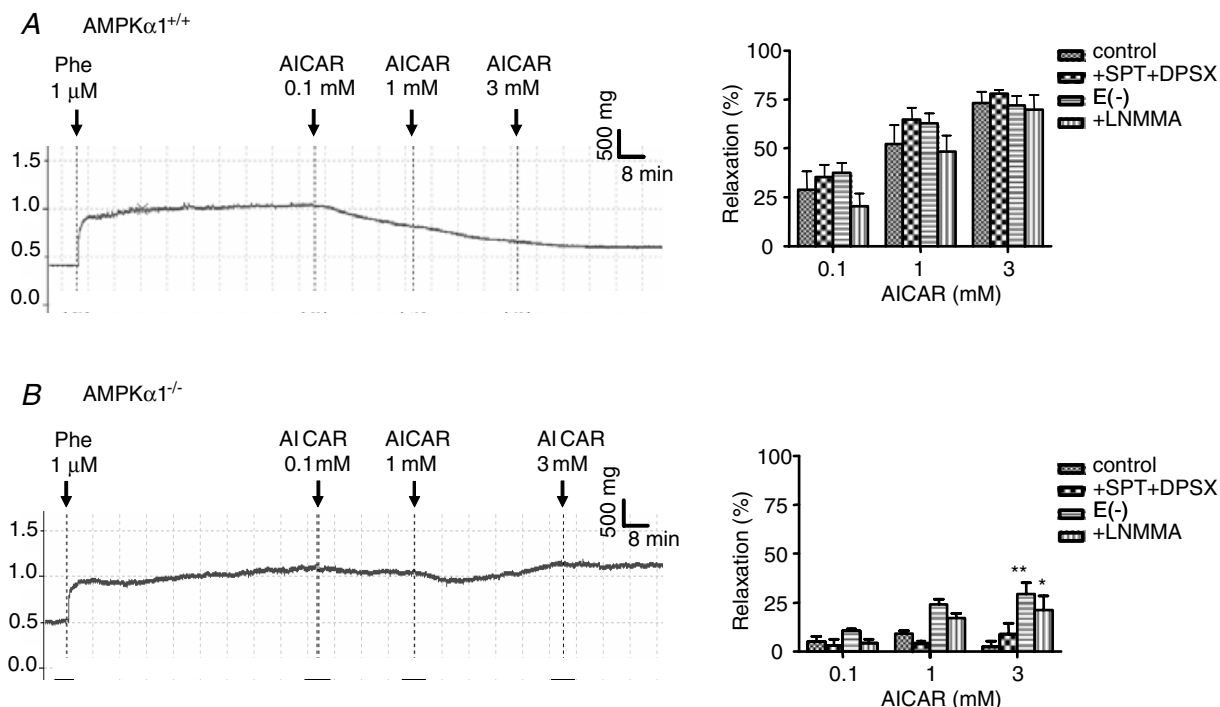 A AMPKα1+/+
Phe
1 μM
AICAR
0.1 mM
AICAR
1 mM
AICAR
3 mM
500 mg
8 min
1.5
1.0
0.5
0.0
Relaxation (%)
100
75
50
25
0
0.1 1 3
AICAR (mM)
control
+SPT+DPSX
E(-)
+LNMMA
B AMPKα1-/-
Phe
1 μM
AICAR
0.1 mM
AICAR
1 mM
AICAR
3 mM
500 mg
8 min
1.5
1.0
0.5
0.0
Relaxation (%)
100
75
50
25
0
** *
0.1 1 3
AICAR (mM)
control
+SPT+DPSX
E(-)
+LNMMA